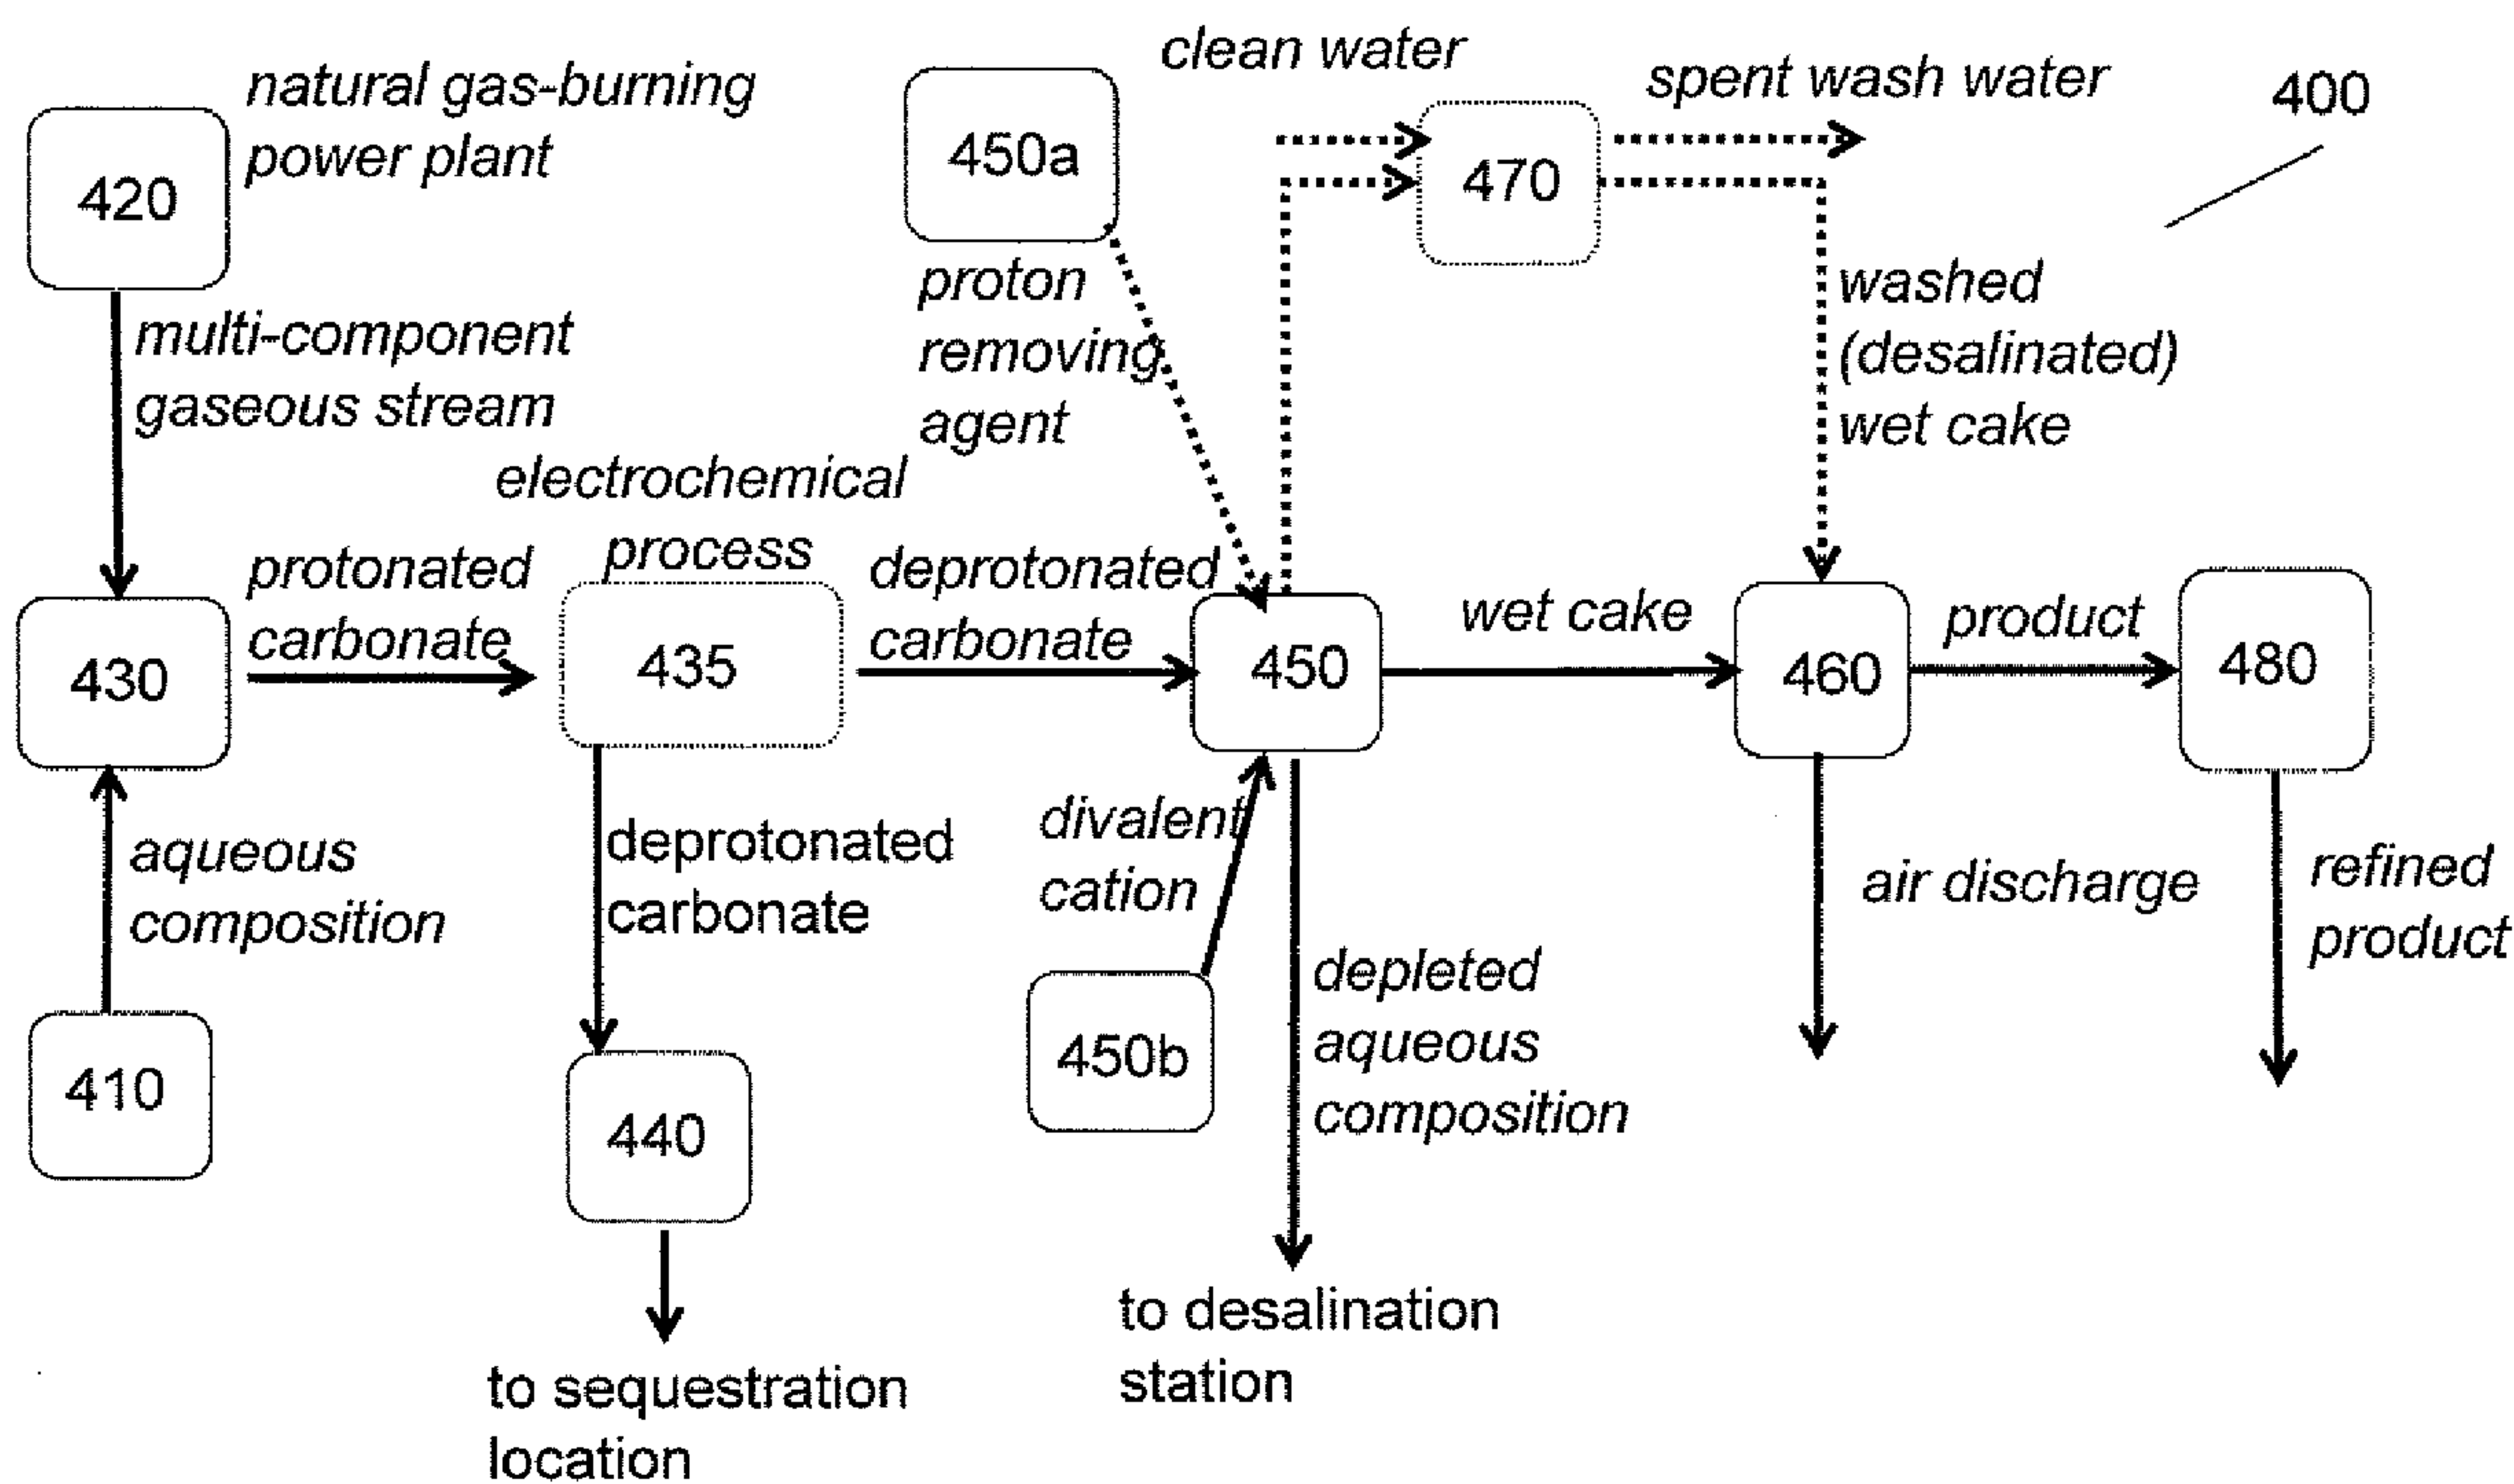 clean water
natural gas-burning
power plant
spent wash water
400
420
450a
470
multi-component
gaseous stream
proton
removing
agent
washed
(desalinated)
wet cake
electrochemical
process
protonated
carbonate
deprotonated
carbonate
wet cake
product
430
435
450
460
480
aqueous
composition
deprotonated
carbonate
divalent
cation
air discharge
refined
product
depleted
aqueous
composition
410
440
450b
to desalination
station
to sequestration
location